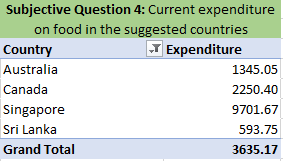 Subjective Question 4: Current expenditure
on food in the suggested countries
Country Expenditure
Australia 1345.05
Canada 2250.40
Singapore 9701.67
Sri Lanka 593.75
Grand Total 3635.17